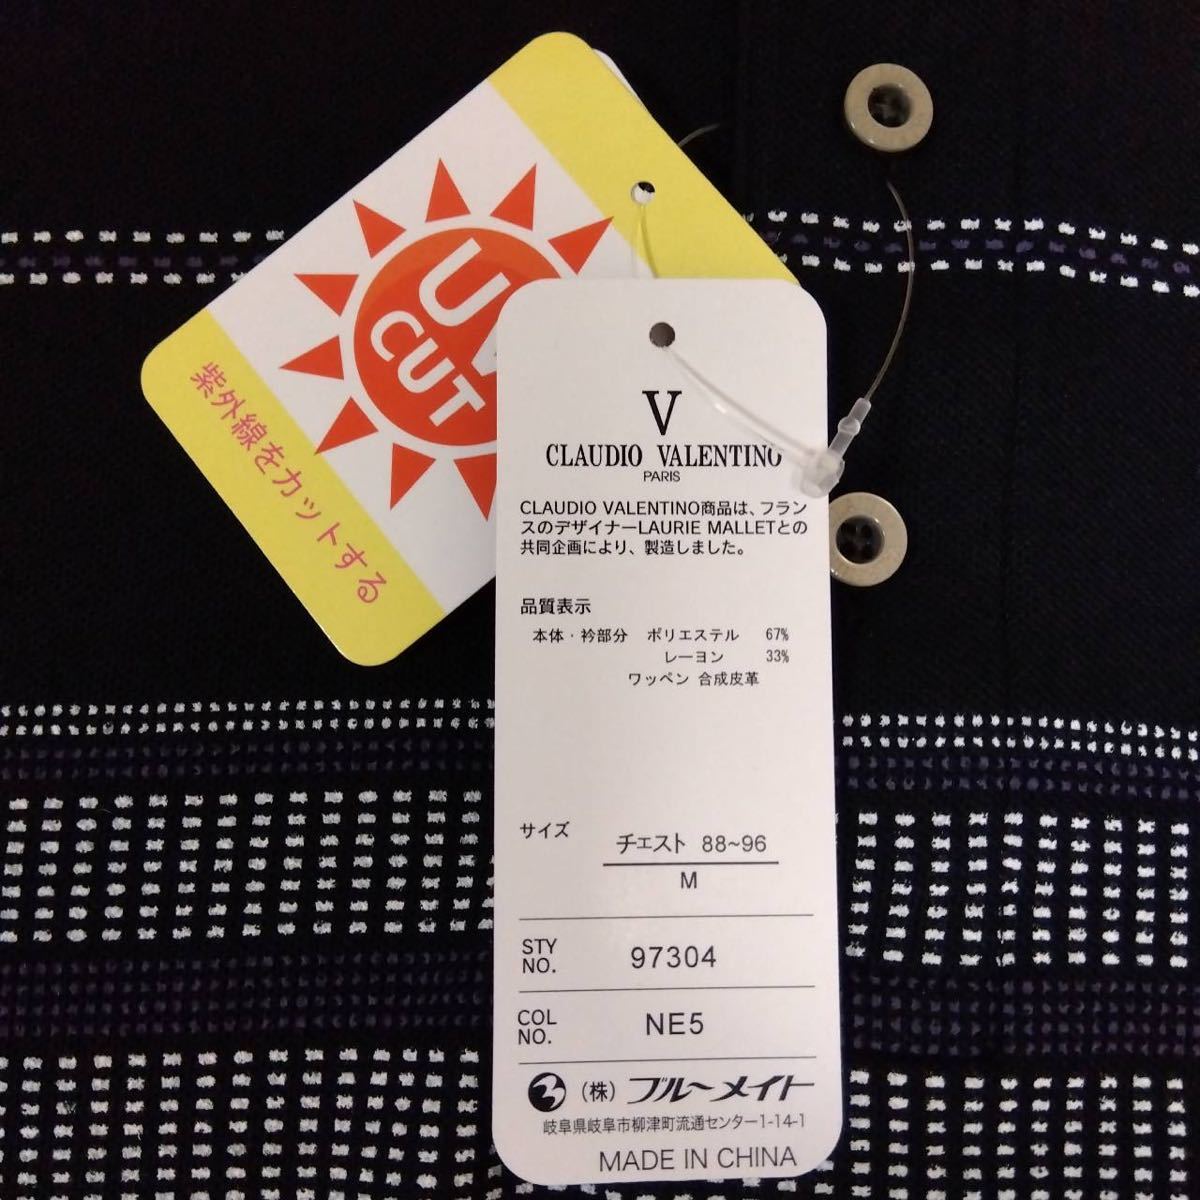 UV
CUT
紫外線をカットする
V
CLAUDIO VALENTINO
PARIS
CLAUDIO VALENTINO商品は、フラン
スのデザイナーLAURIE MALLETとの
共同企画により、製造しました。
品質表示
本体・衿部分 ポリエステル 67%
レーヨン 33%
ワッペン 合成皮革
サイズ
チェスト 88~96
M
STY NO. 97304
COL NO. NE5
(株) ブルーメイト
岐阜県岐阜市柳津町流通センター1-14-1
MADE IN CHINA